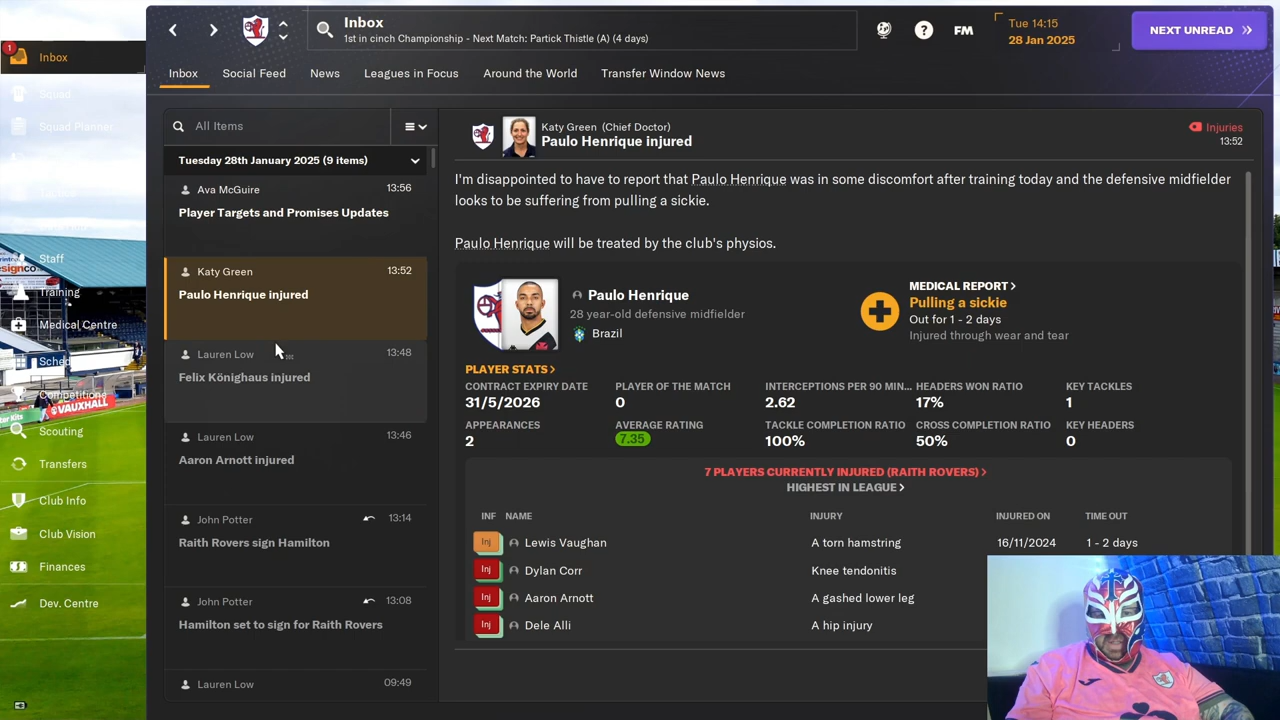 Inbox
1st in cinch Championship - Next Match: Partick Thistle (A) (4 days)
FM
Tue 14:15
28 Jan 2025
NEXT UNREAD
1
Inbox
Squad
Squad Planner
Staff
Training
Medical Centre
Sched
Competitions
Scouting
Transfers
Club Info
Club Vision
Finances
Dev. Centre
VAUXHALL
Inbox
Social Feed
News
Leagues in Focus
Around the World
Transfer Window News
All Items
Tuesday 28th January 2025 (9 items)
Ava McGuire 13:56
Player Targets and Promises Updates
Katy Green 13:52
Paulo Henrique injured
Lauren Low 13:48
Felix Könighaus injured
Lauren Low 13:46
Aaron Arnott injured
John Potter 13:14
Raith Rovers sign Hamilton
John Potter 13:08
Hamilton set to sign for Raith Rovers
Lauren Low 09:49
Katy Green (Chief Doctor)
Paulo Henrique injured
Injuries
13:52
I'm disappointed to have to report that Paulo Henrique was in some discomfort after training today and the defensive midfielder
looks to be suffering from pulling a sickie.
Paulo Henrique will be treated by the club's physios.
Paulo Henrique
28 year-old defensive midfielder
Brazil
MEDICAL REPORT
Pulling a sickie
Out for 1 - 2 days
Injured through wear and tear
PLAYER STATS
CONTRACT EXPIRY DATE PLAYER OF THE MATCH INTERCEPTIONS PER 90 MIN... HEADERS WON RATIO KEY TACKLES
31/5/2026 0 2.62 17% 1
APPEARANCES AVERAGE RATING TACKLE COMPLETION RATIO CROSS COMPLETION RATIO KEY HEADERS
2 7.35 100% 50% 0
7 PLAYERS CURRENTLY INJURED (RAITH ROVERS)
HIGHEST IN LEAGUE
INF NAME INJURY INJURED ON TIME OUT
Inj Lewis Vaughan A torn hamstring 16/11/2024 1 - 2 days
Inj Dylan Corr Knee tendonitis
Inj Aaron Arnott A gashed lower leg
Inj Dele Alli A hip injury